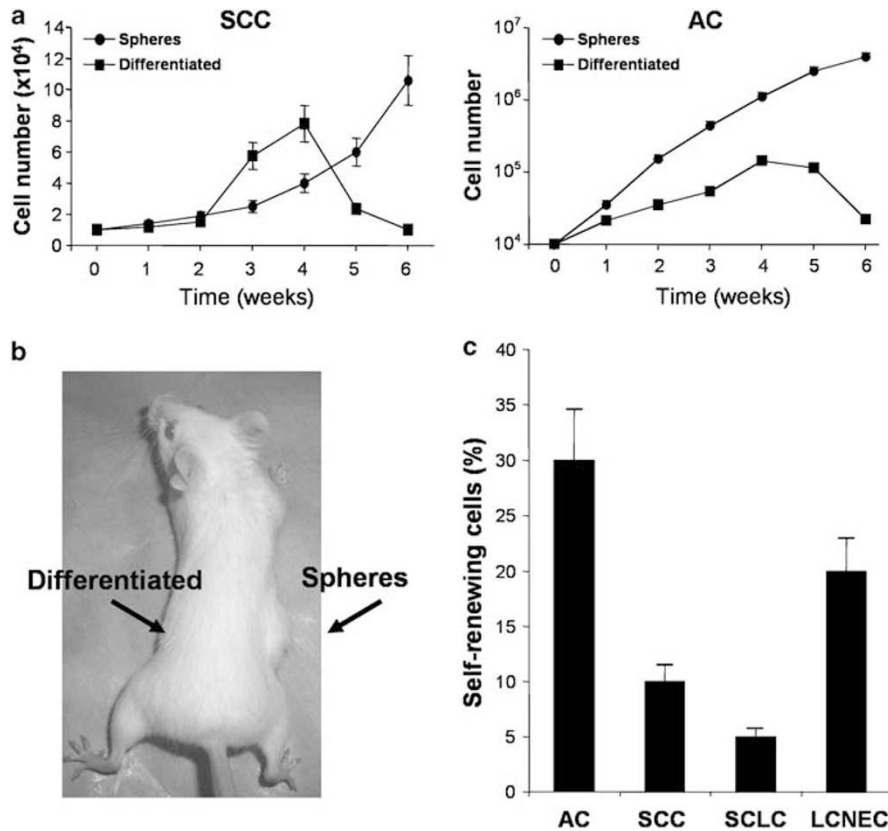 a
SCC
Spheres
Differentiated
Cell number (x10⁴)
14
12
10
8
6
4
2
0
0 1 2 3 4 5 6
Time (weeks)
AC
Spheres
Differentiated
Cell number
10⁷
10⁶
10⁵
10⁴
0 1 2 3 4 5 6
Time (weeks)
b
Differentiated
Spheres
c
Self-renewing cells (%)
40
35
30
25
20
15
10
5
0
AC SCC SCLC LCNEC